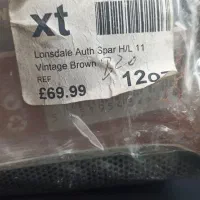 xt
Lonsdale Auth Spar H/L 11
Vintage Brown
REF
12oz
£69.99